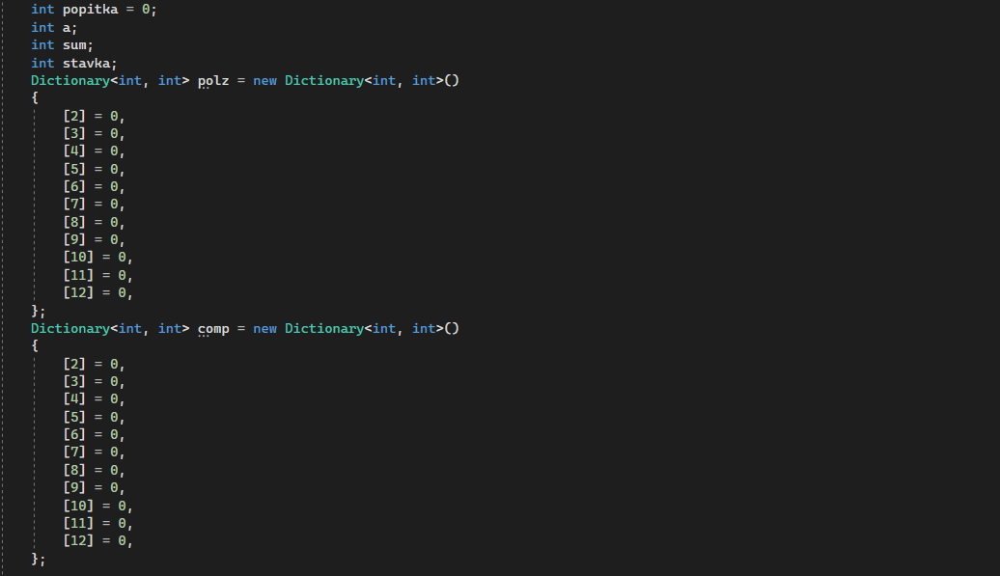 int popitka = 0;
int a;
int sum;
int stavka;
Dictionary<int, int> polz = new Dictionary<int, int>()
{
[2] = 0,
[3] = 0,
[4] = 0,
[5] = 0,
[6] = 0,
[7] = 0,
[8] = 0,
[9] = 0,
[10] = 0,
[11] = 0,
[12] = 0,
};
Dictionary<int, int> comp = new Dictionary<int, int>()
{
[2] = 0,
[3] = 0,
[4] = 0,
[5] = 0,
[6] = 0,
[7] = 0,
[8] = 0,
[9] = 0,
[10] = 0,
[11] = 0,
[12] = 0,
};